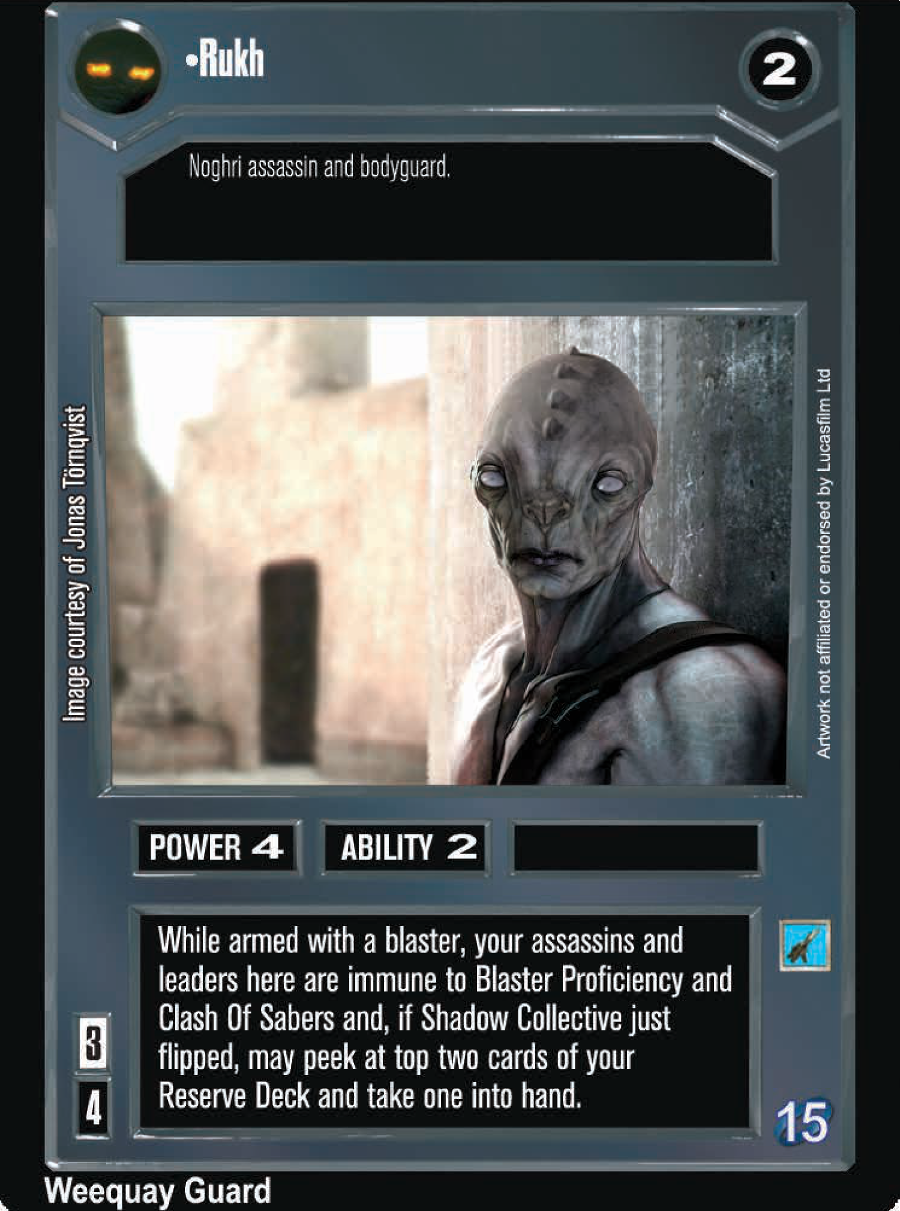 •Rukh
2
Noghri assassin and bodyguard.
Image courtesy of Jonas Törnqvist
Artwork not affiliated or endorsed by Lucasfilm Ltd
POWER 4
ABILITY 2
While armed with a blaster, your assassins and
leaders here are immune to Blaster Proficiency and
Clash Of Sabers and, if Shadow Collective just
flipped, may peek at top two cards of your
Reserve Deck and take one into hand.
3
4
15
Weequay Guard